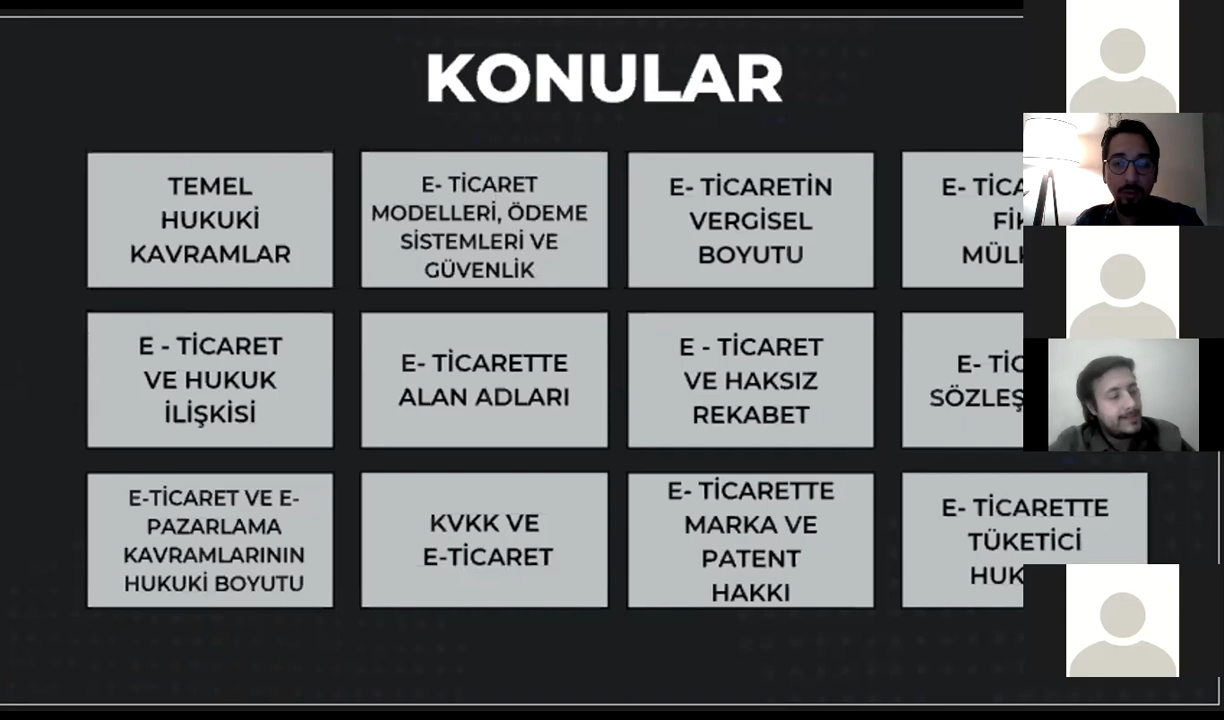 KONULAR
TEMEL
HUKUKİ
KAVRAMLAR
E- TİCARET
MODELLERİ, ÖDEME
SİSTEMLERİ VE
GÜVENLİK
E- TİCARETİN
VERGİSEL
BOYUTU
E-
E - TİCARET
VE HUKUK
İLİŞKİSİ
E- TİCARETTE
ALAN ADLARI
E - TİCARET
VE HAKSIZ
REKABET
E-
E-TİCARET VE E-
PAZARLAMA
KAVRAMLARININ
HUKUKİ BOYUTU
KVKK VE
E-TİCARET
E- TİCARETTE
MARKA VE
PATENT
HAKKI
E- TİCARETTE
TÜKETİCİ